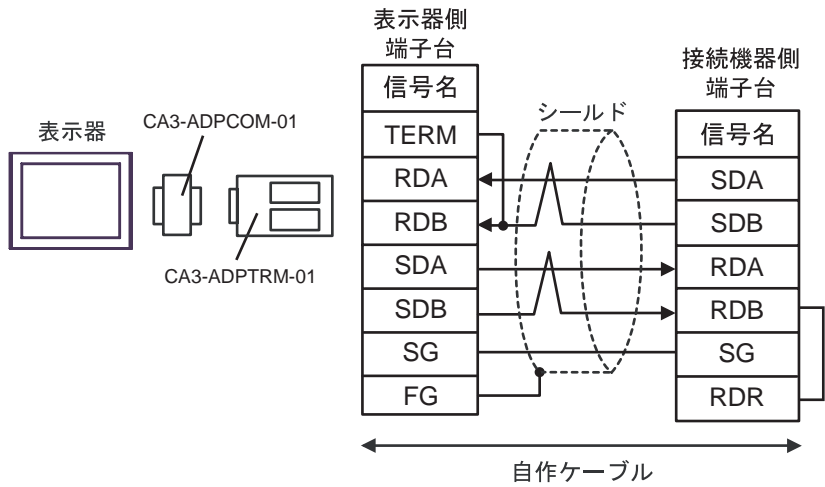 表示器
CA3-ADPCOM-01
CA3-ADPTRM-01
表示器側
端子台
信号名
TERM
RDA
RDB
SDA
SDB
SG
FG
シールド
接続機器側
端子台
信号名
SDA
SDB
RDA
RDB
SG
RDR
自作ケーブル